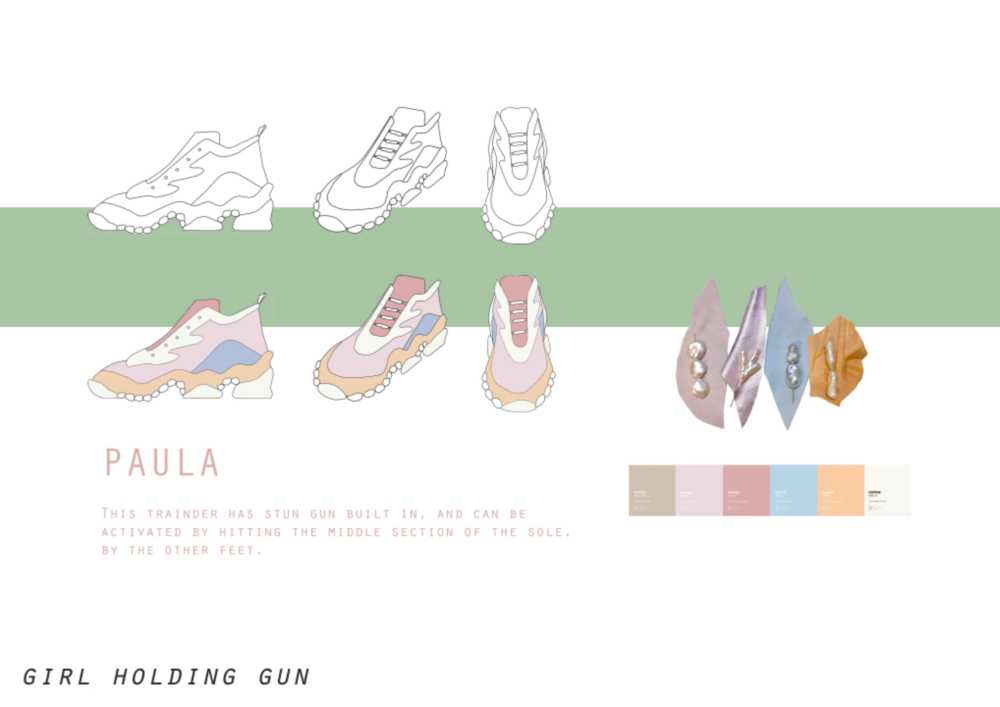 PAULA
THIS TRAINDER HAS STUN GUN BUILT IN, AND CAN BE
ACTIVATED BY HITTING THE MIDDLE SECTION OF THE SOLE,
BY THE OTHER FEET.
GIRL HOLDING GUN